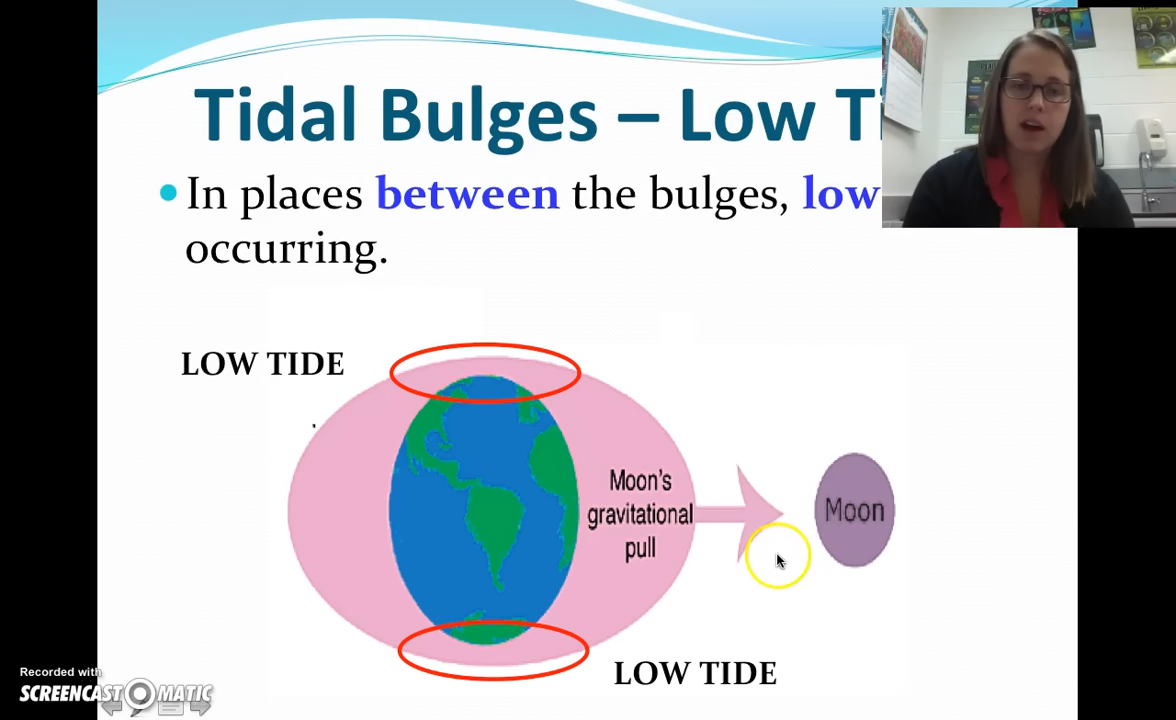 Tidal Bulges – Low
In places between the bulges, low
occurring.
LOW TIDE
Moon's
gravitational
pull
Moon
LOW TIDE
Recorded with
SCREENCAST-O-MATIC